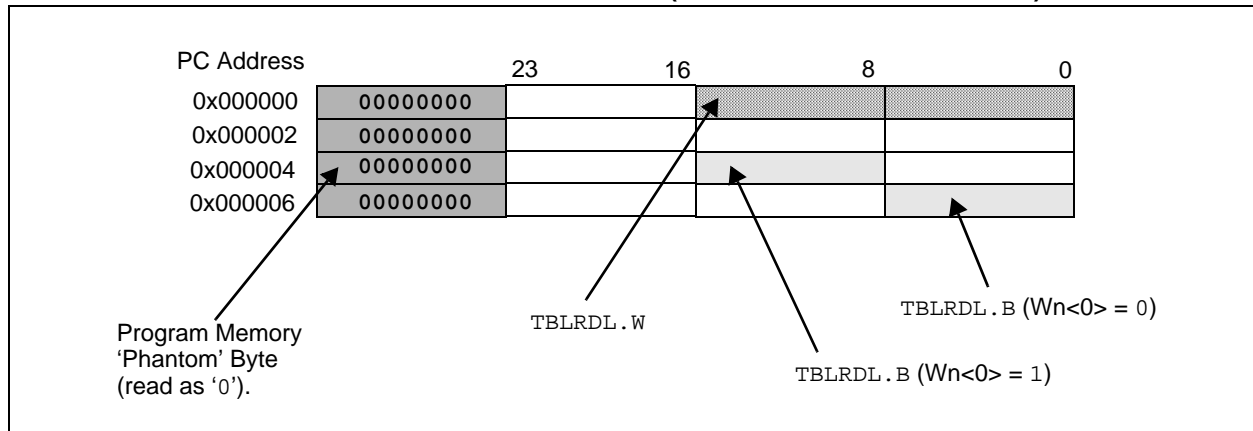 PC Address
23 16 8 0
0x000000 00000000
0x000002 00000000
0x000004 00000000
0x000006 00000000
TBLRDL.B (Wn<0> = 0)
TBLRDL.W
Program Memory
‘Phantom’ Byte
(read as ‘0’).
TBLRDL.B (Wn<0> = 1)